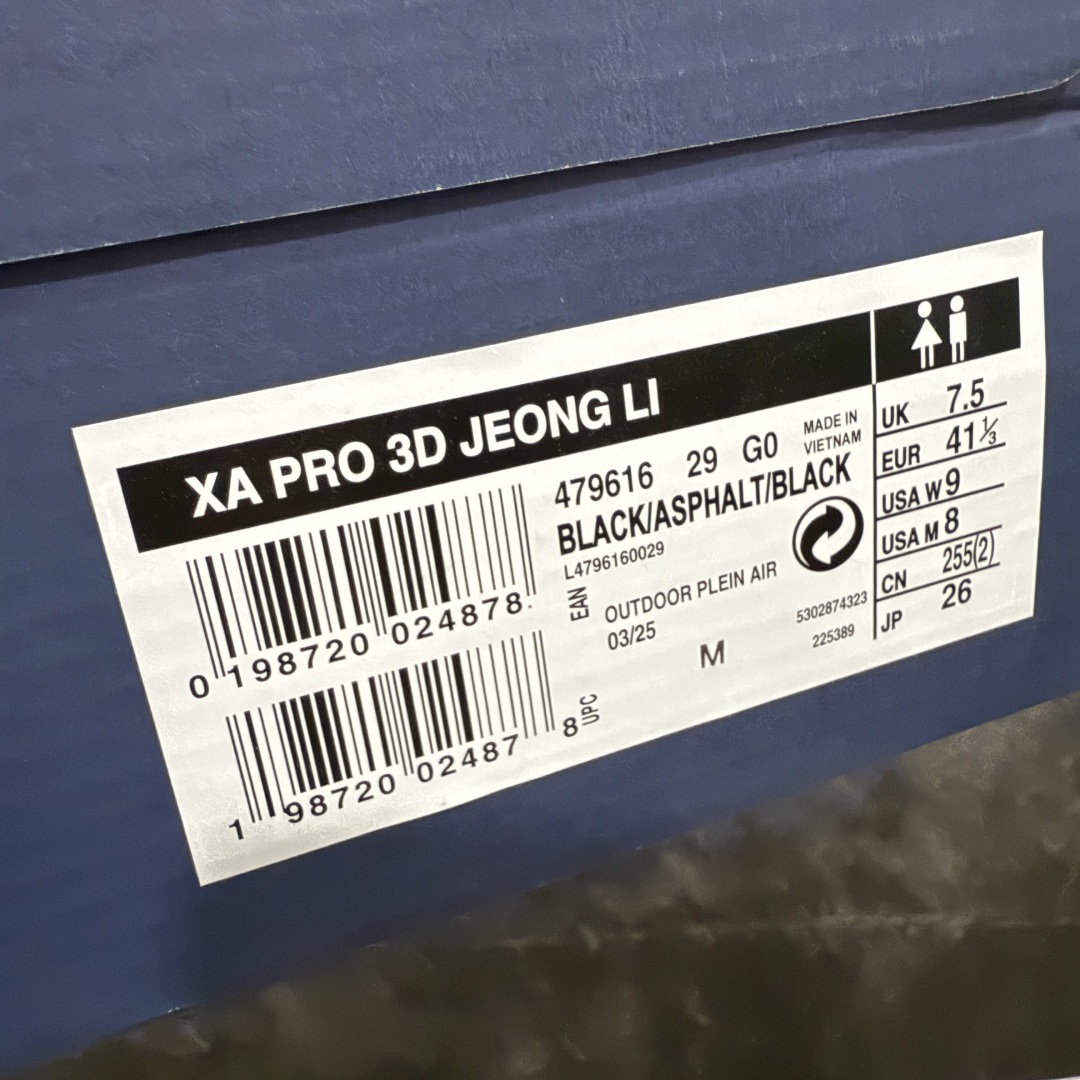 XA PRO 3D JEONG LI
479616 29 G0
MADE IN
VIETNAM
BLACK/ASPHALT/BLACK
L4796160029
EAN
OUTDOOR PLEIN AIR
03/25
5302874323
225389
M
0 198720 024878
1 98720 02487 8
UPC
UK 7.5
EUR 41⅓
USA W 9
USA M 8
CN 255(2)
JP 26